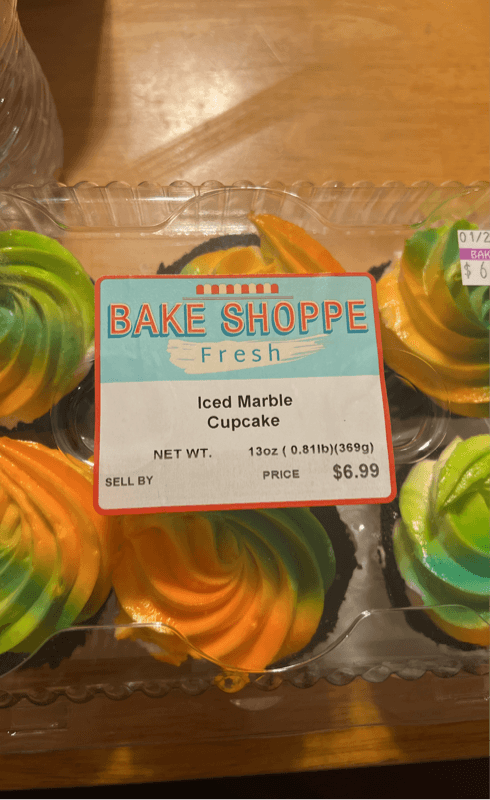 BAKE SHOPPE
Fresh
Iced Marble
Cupcake
NET WT. 13oz ( 0.81lb)(369g)
SELL BY PRICE $6.99
01/2
BAK
$ 6